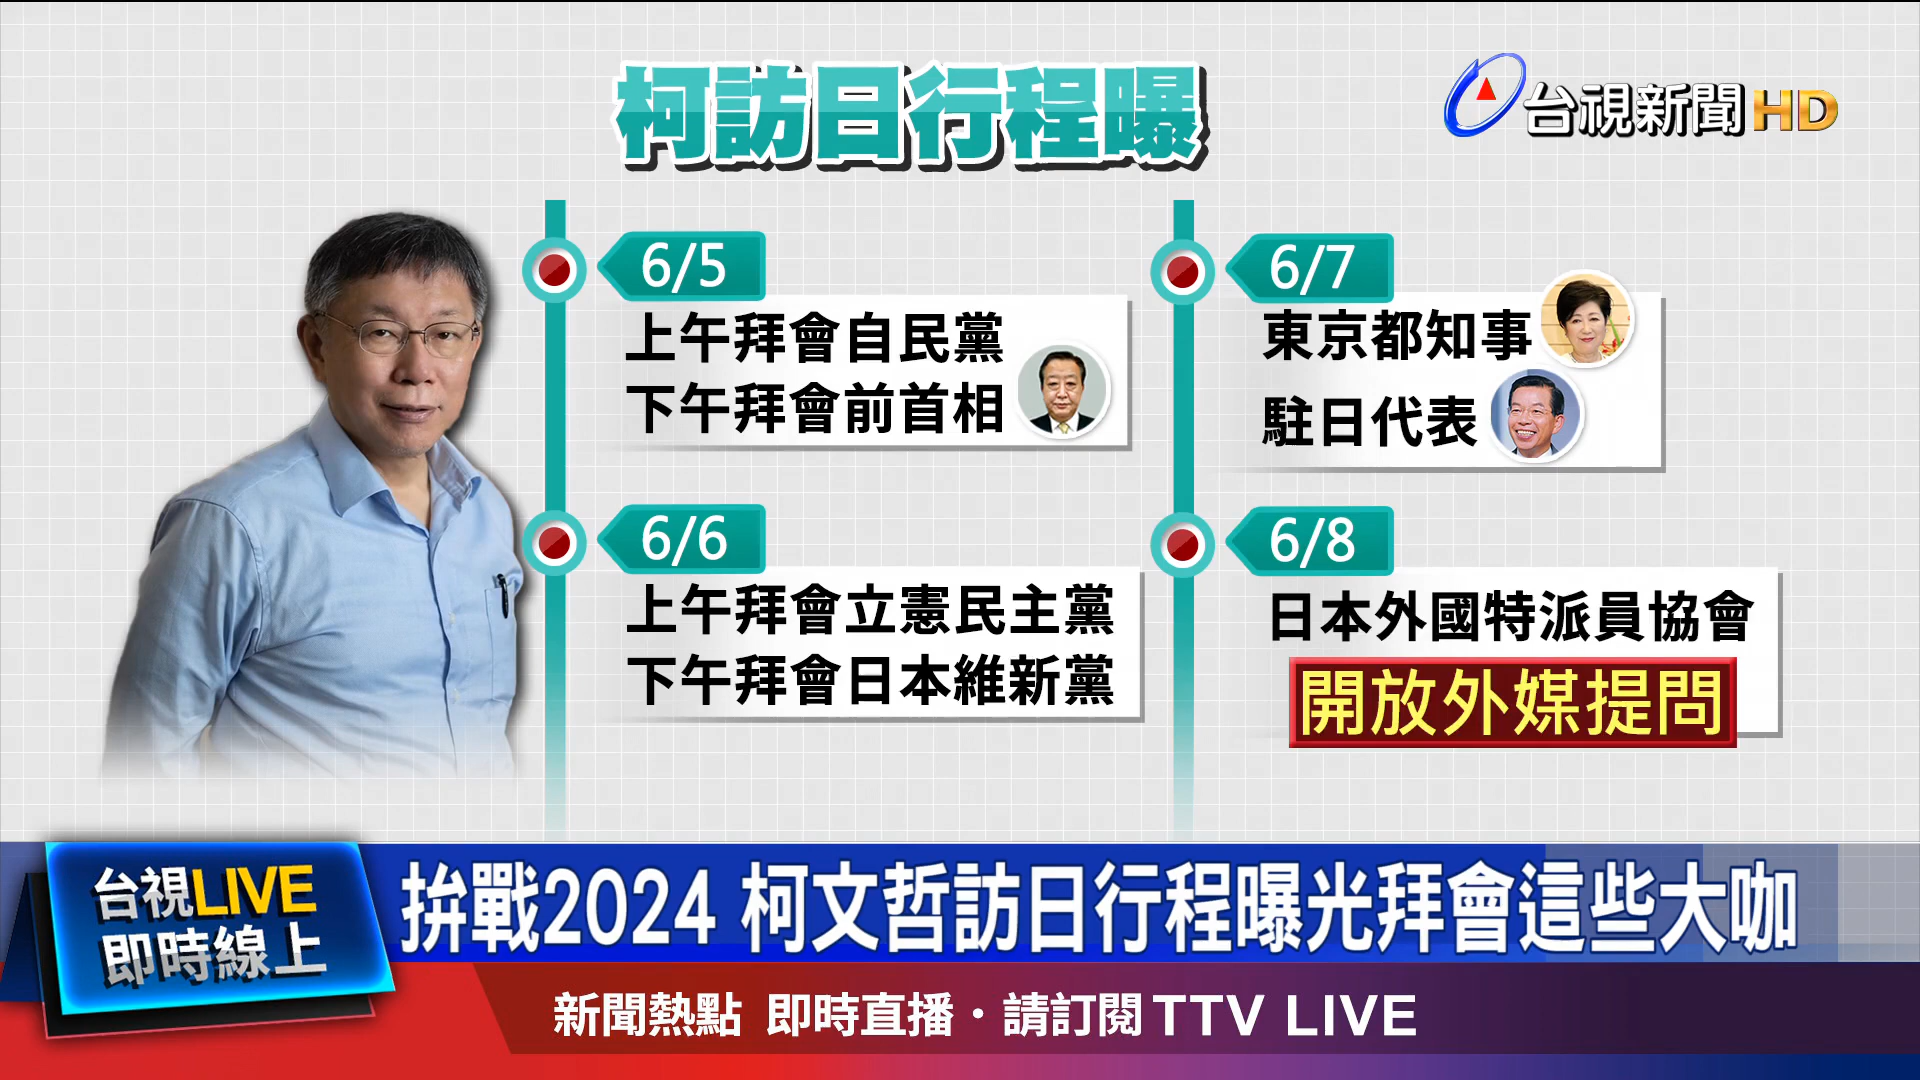 柯訪日行程曝
台視新聞HD
6/5
上午拜會自民黨
下午拜會前首相
6/6
上午拜會立憲民主黨
下午拜會日本維新黨
6/7
東京都知事
駐日代表
6/8
日本外國特派員協會
開放外媒提問
台視LIVE
即時線上
拚戰2024 柯文哲訪日行程曝光拜會這些大咖
新聞熱點 即時直播・請訂閱TTV LIVE